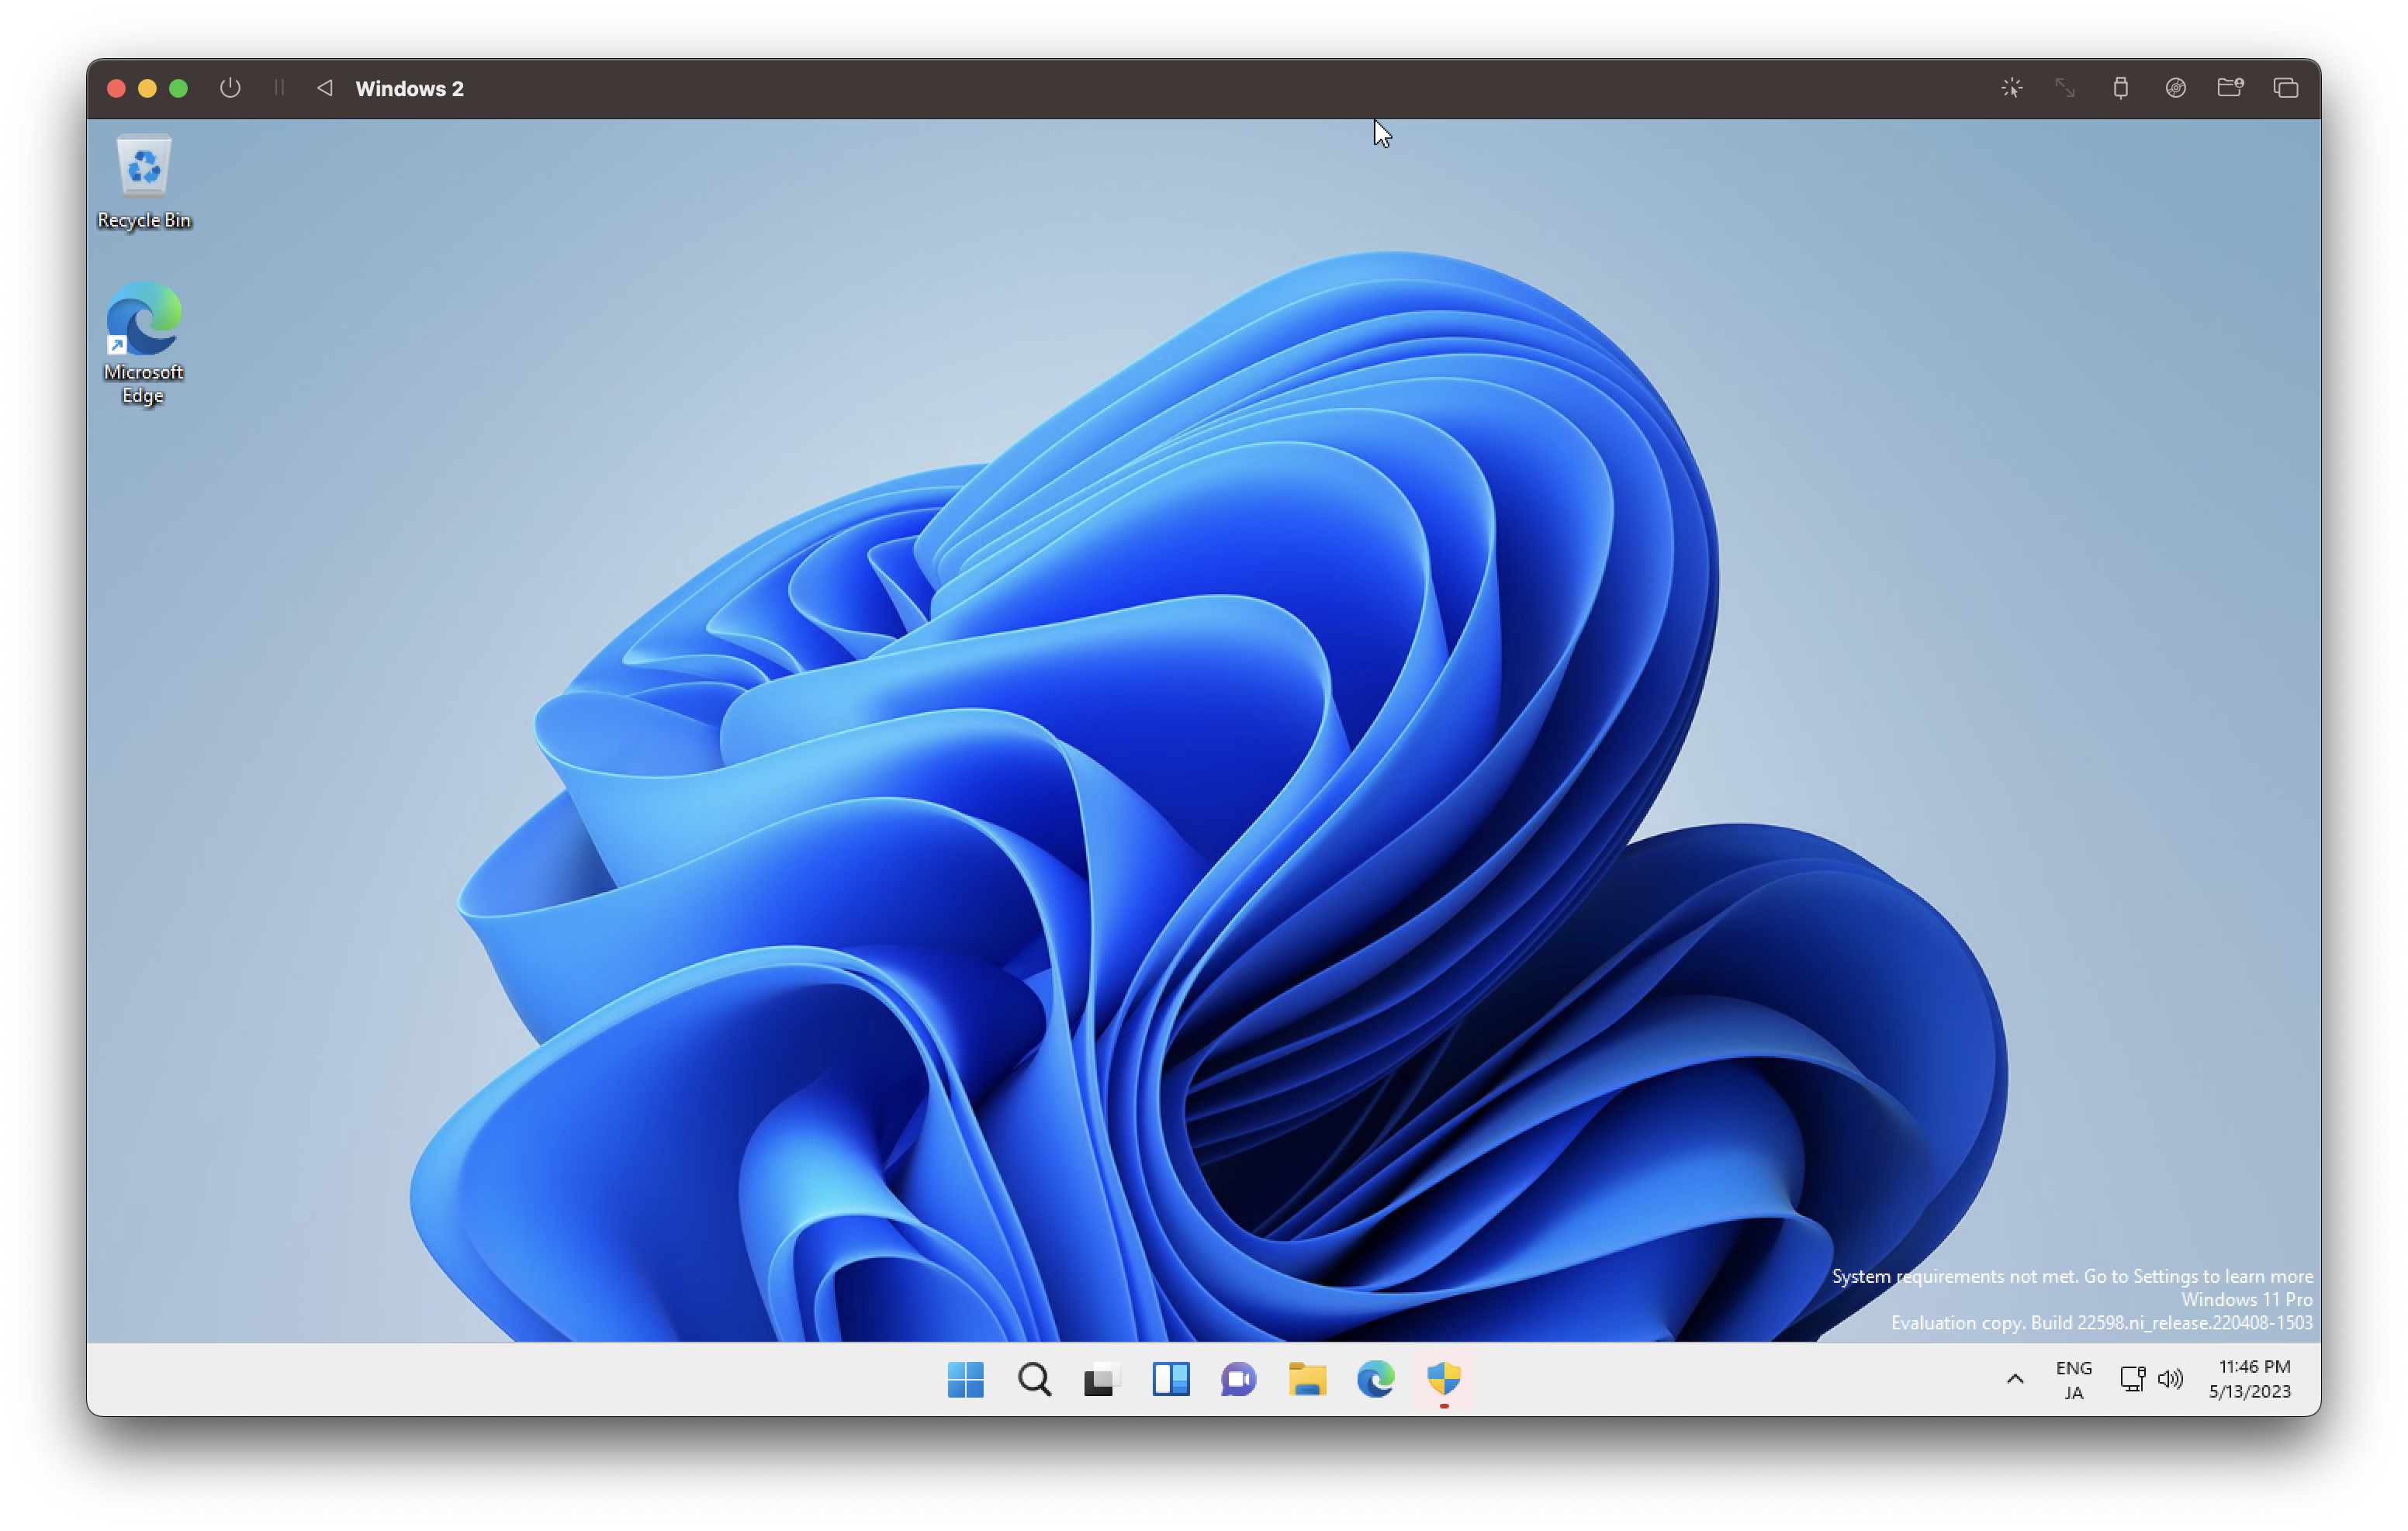 Windows 2
Recycle Bin
Microsoft
Edge
System requirements not met. Go to Settings to learn more
Windows 11 Pro
Evaluation copy. Build 22598.ni_release.220408-1503
ENG
JA
11:46 PM
5/13/2023